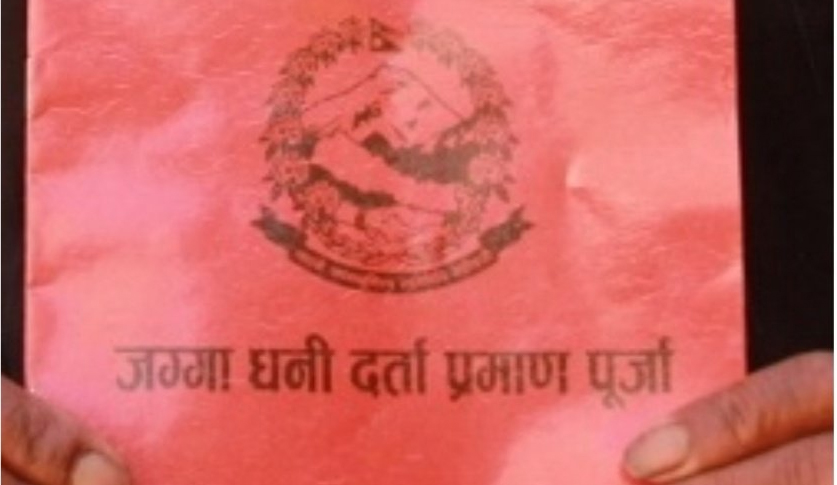 जग्गा धनी दर्ता प्रमाण पूर्जा